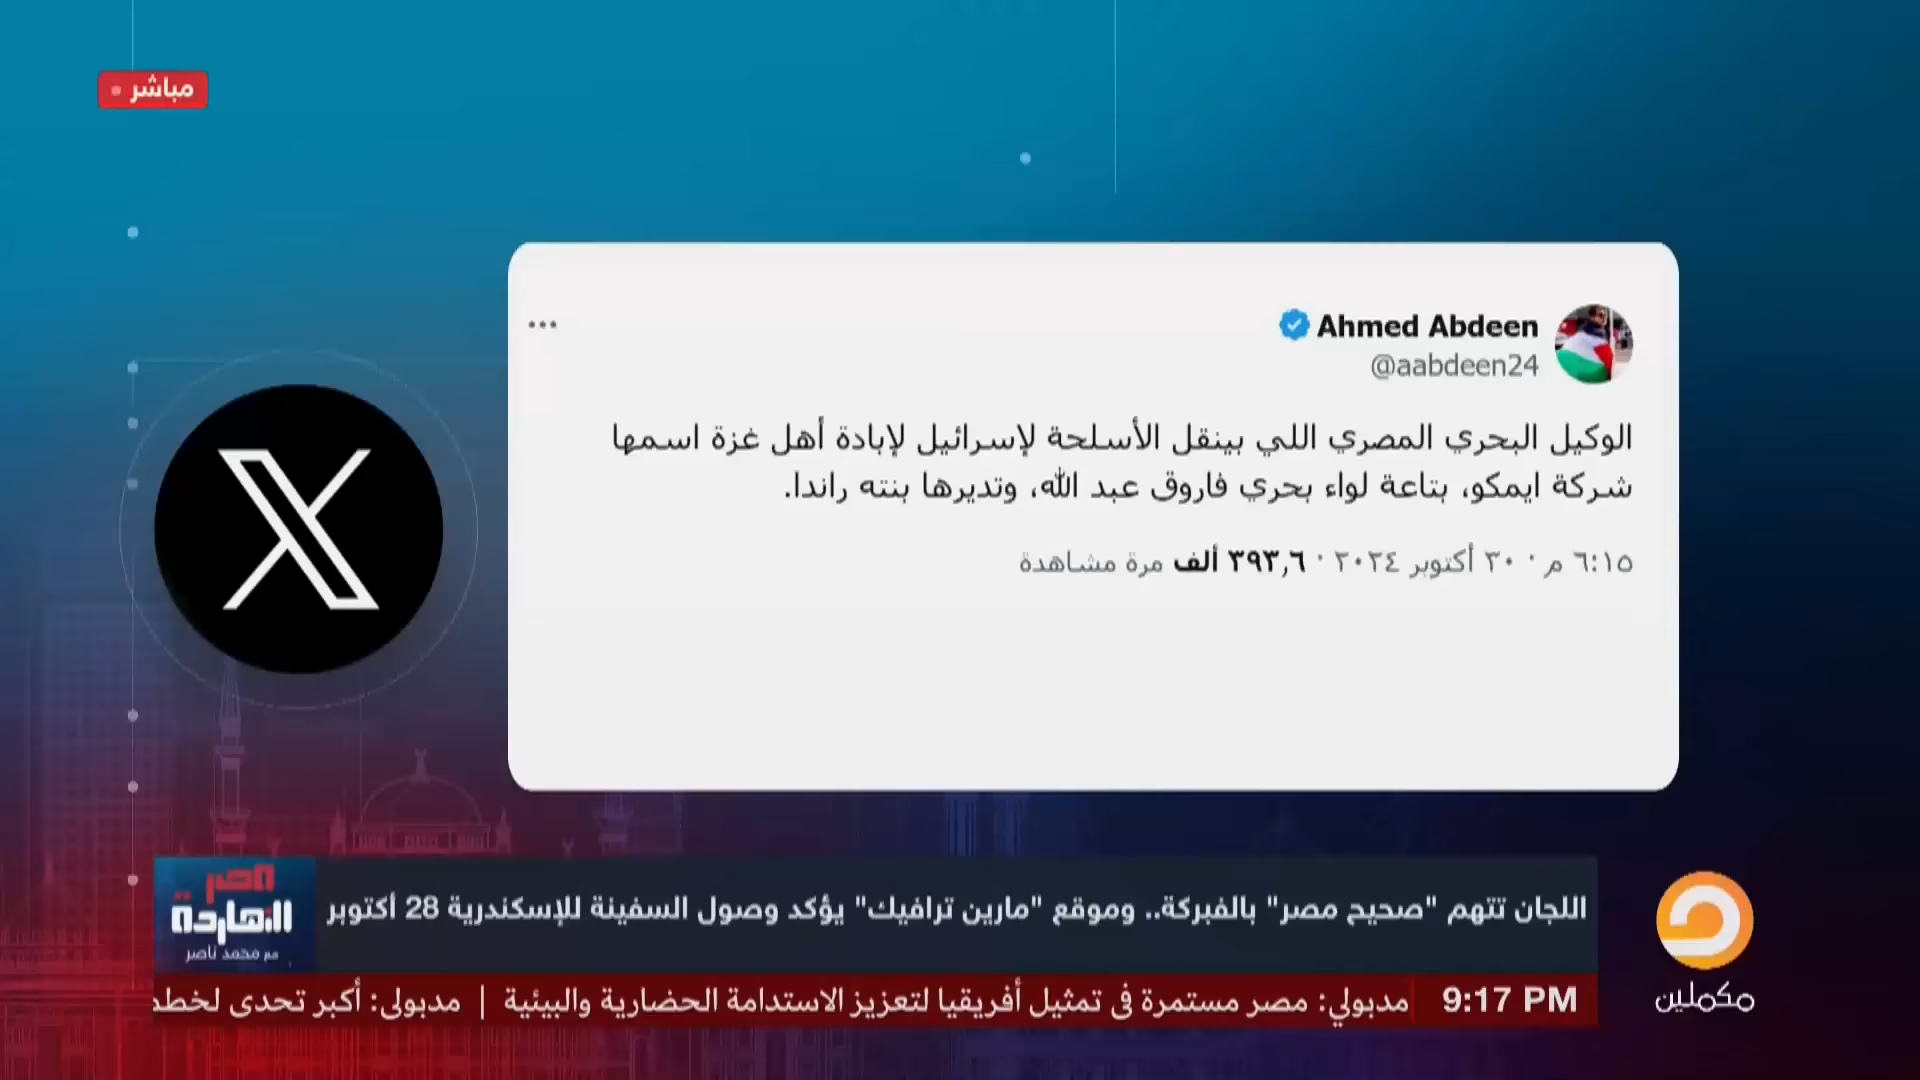 مباشر
Ahmed Abdeen
@aabdeen24
الوكيل البحري المصري اللي بينقل الأسلحة لإسرائيل لإبادة أهل غزة اسمها
شركة ايمكو، بتاعة لواء بحري فاروق عبد الله، وتديرها بنته راندا.
٦:١٥ م · ٣٠ أكتوبر ٢٠٢٤ · ٣٩٣,٦ ألف مرة مشاهدة
اللجان تتهم "صحيح مصر" بالفبركة.. وموقع "مارين ترافيك" يؤكد وصول السفينة للإسكندرية 28 أكتوبر
مصر
النهاردة
مع محمد ناصر
9:17 PM مدبولي: مصر مستمرة في تمثيل أفريقيا لتعزيز الاستدامة الحضارية والبيئية | مدبولى: أكبر تحدى لخطط
مكملين